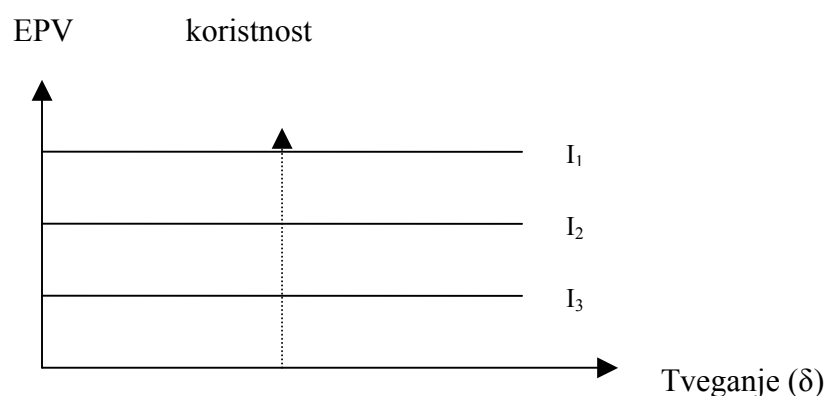 EPV koristnost
I₁
I₂
I₃
Tveganje (δ)